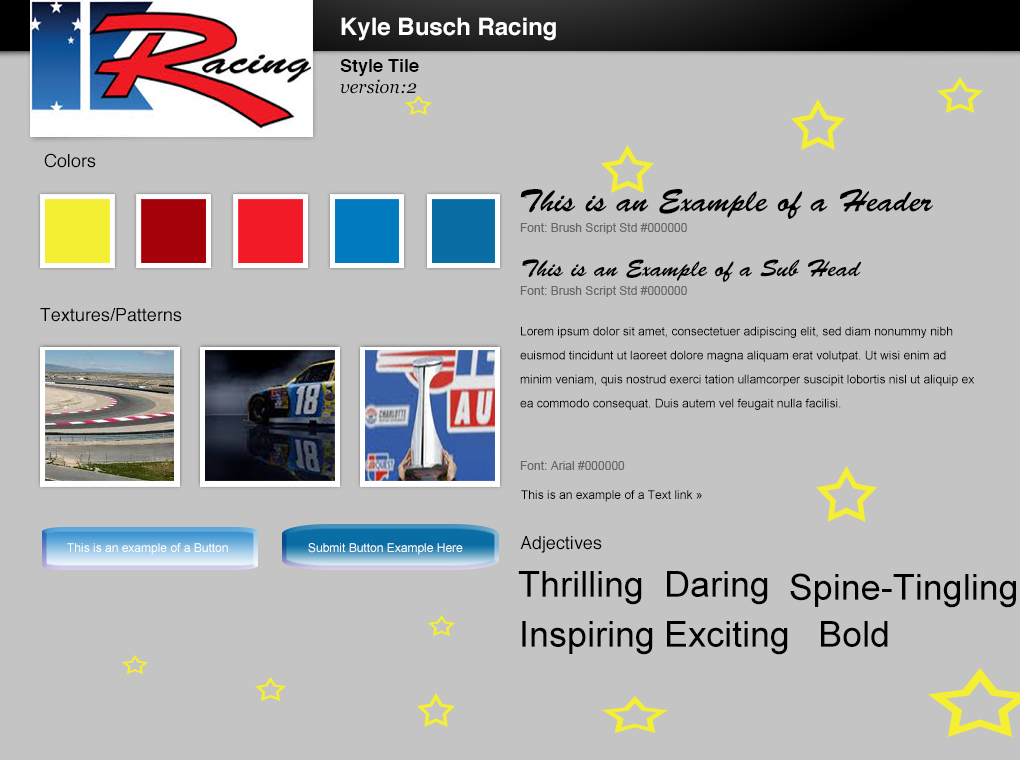 Racing
Kyle Busch Racing
Style Tile
version:2
Colors
This is an Example of a Header
Font: Brush Script Std #000000
This is an Example of a Sub Head
Font: Brush Script Std #000000
Textures/Patterns
Lorem ipsum dolor sit amet, consectetuer adipiscing elit, sed diam nonummy nibh
euismod tincidunt ut laoreet dolore magna aliquam erat volutpat. Ut wisi enim ad
minim veniam, quis nostrud exerci tation ullamcorper suscipit lobortis nisl ut aliquip ex
ea commodo consequat. Duis autem vel feugait nulla facilisi.
18
18
CHARLOTTE
AU
Font: Arial #000000
This is an example of a Text link »
This is an example of a Button
Submit Button Example Here
Adjectives
Thrilling Daring Spine-Tingling
Inspiring Exciting Bold